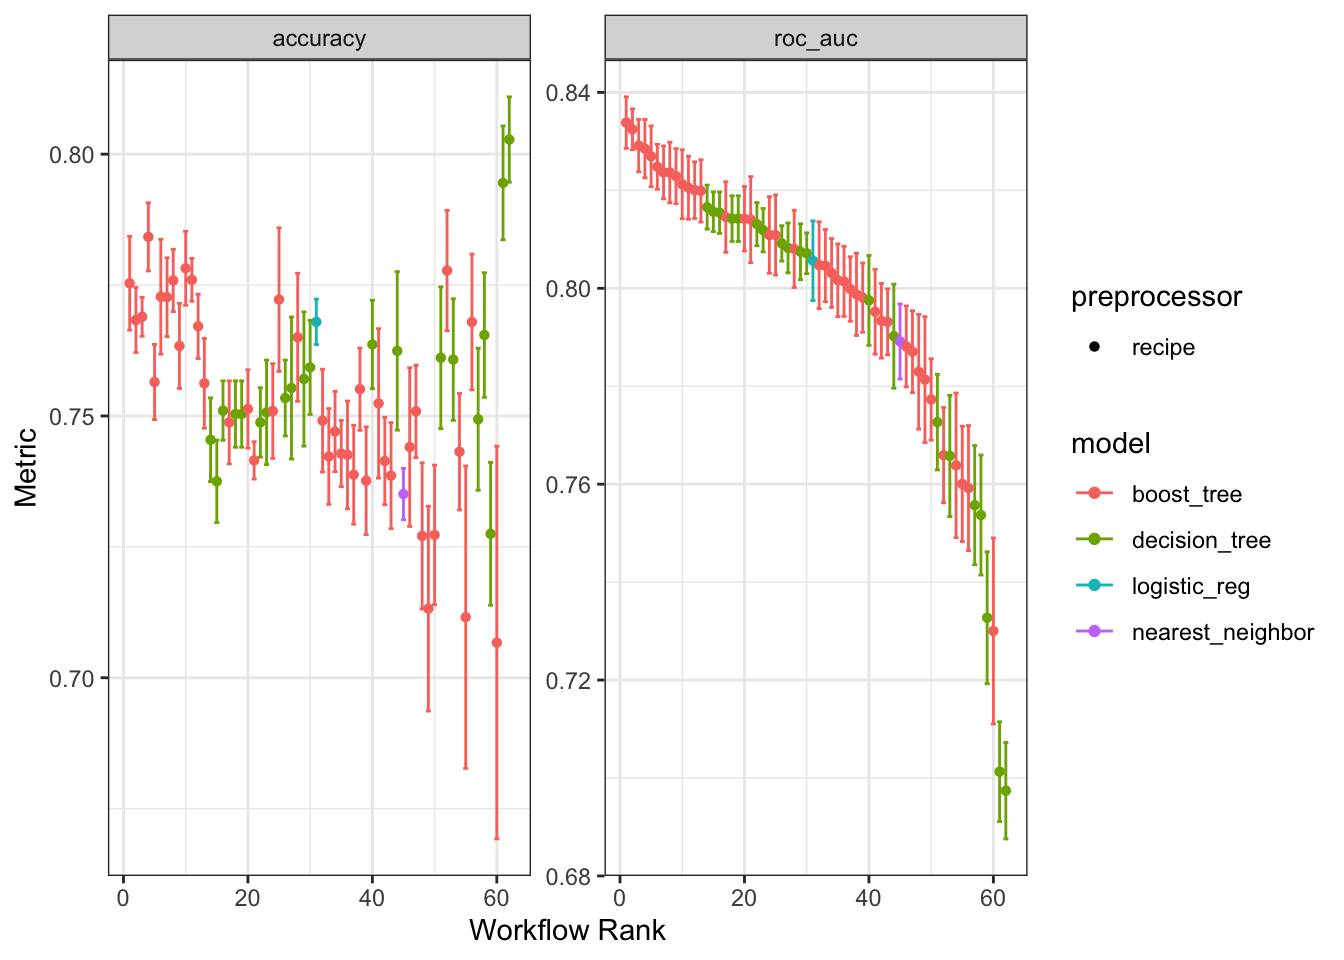 accuracy
roc_auc
Metric
0.80
0.75
0.70
0.84
0.80
0.76
0.72
0.68
0 20 40 60
0 20 40 60
Workflow Rank
preprocessor
recipe
model
boost_tree
decision_tree
logistic_reg
nearest_neighbor